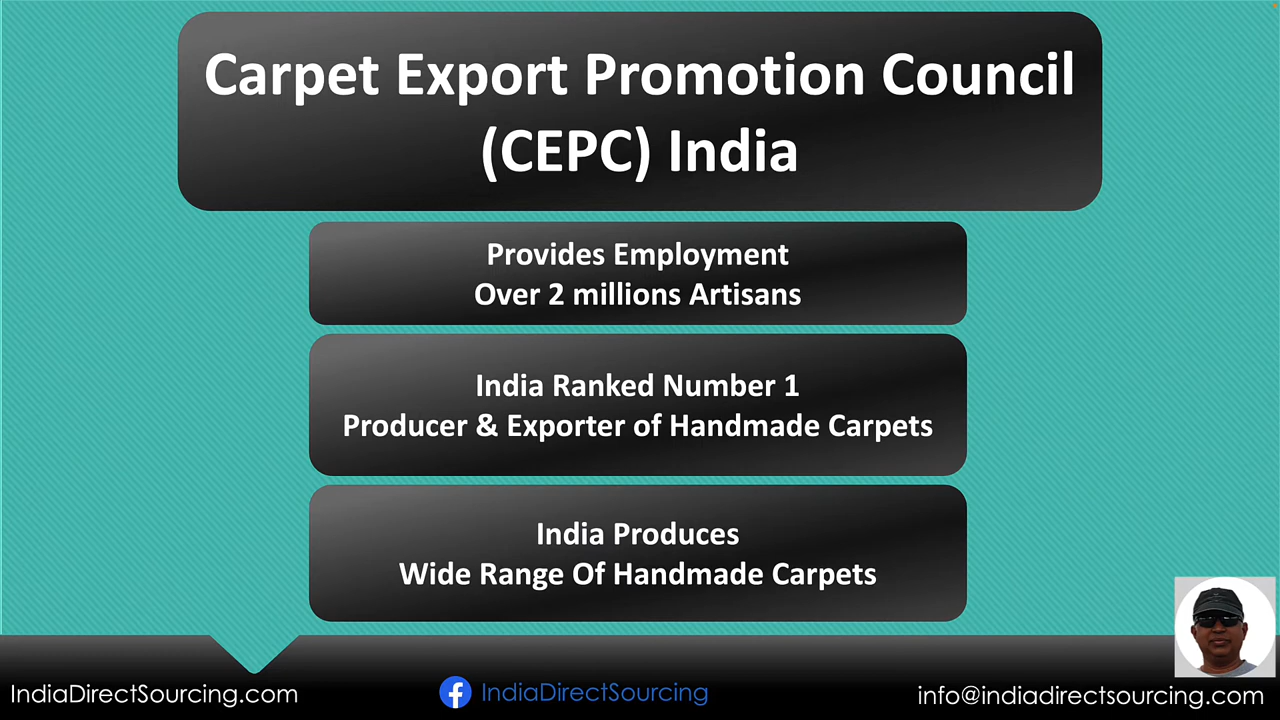 Carpet Export Promotion Council
(CEPC) India
Provides Employment
Over 2 millions Artisans
India Ranked Number 1
Producer & Exporter of Handmade Carpets
India Produces
Wide Range Of Handmade Carpets
IndiaDirectSourcing.com
IndiaDirectSourcing
info@indiadirectsourcing.com